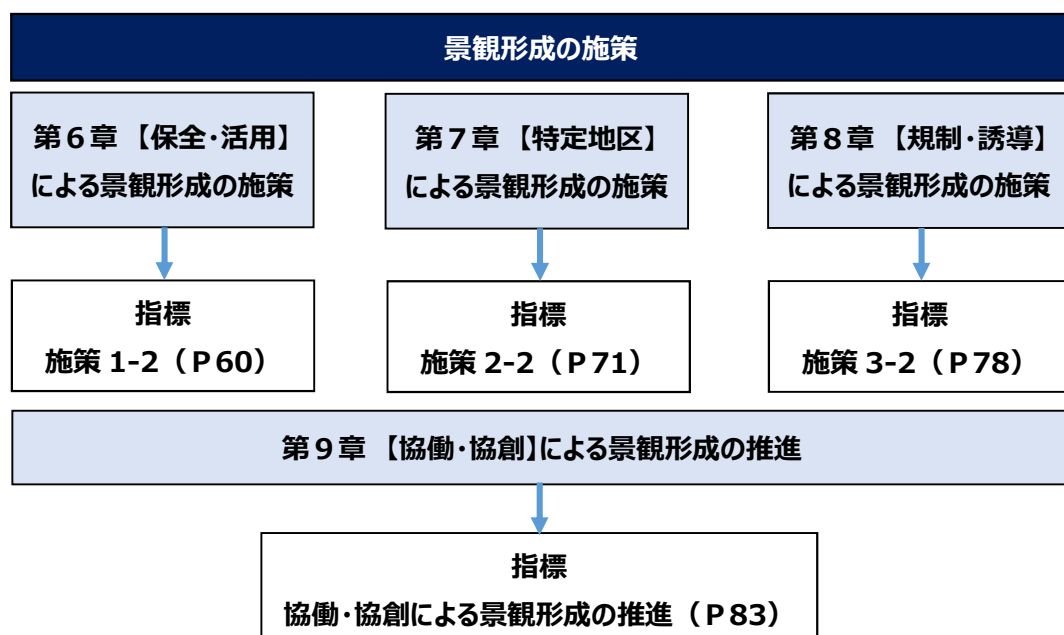 景観形成の施策
第6章 【保全・活用】
による景観形成の施策
第7章 【特定地区】
による景観形成の施策
第8章 【規制・誘導】
による景観形成の施策
指標
施策 1-2（P60）
指標
施策 2-2（P71）
指標
施策 3-2（P78）
第9章 【協働・協創】による景観形成の推進
指標
協働・協創による景観形成の推進（P83）